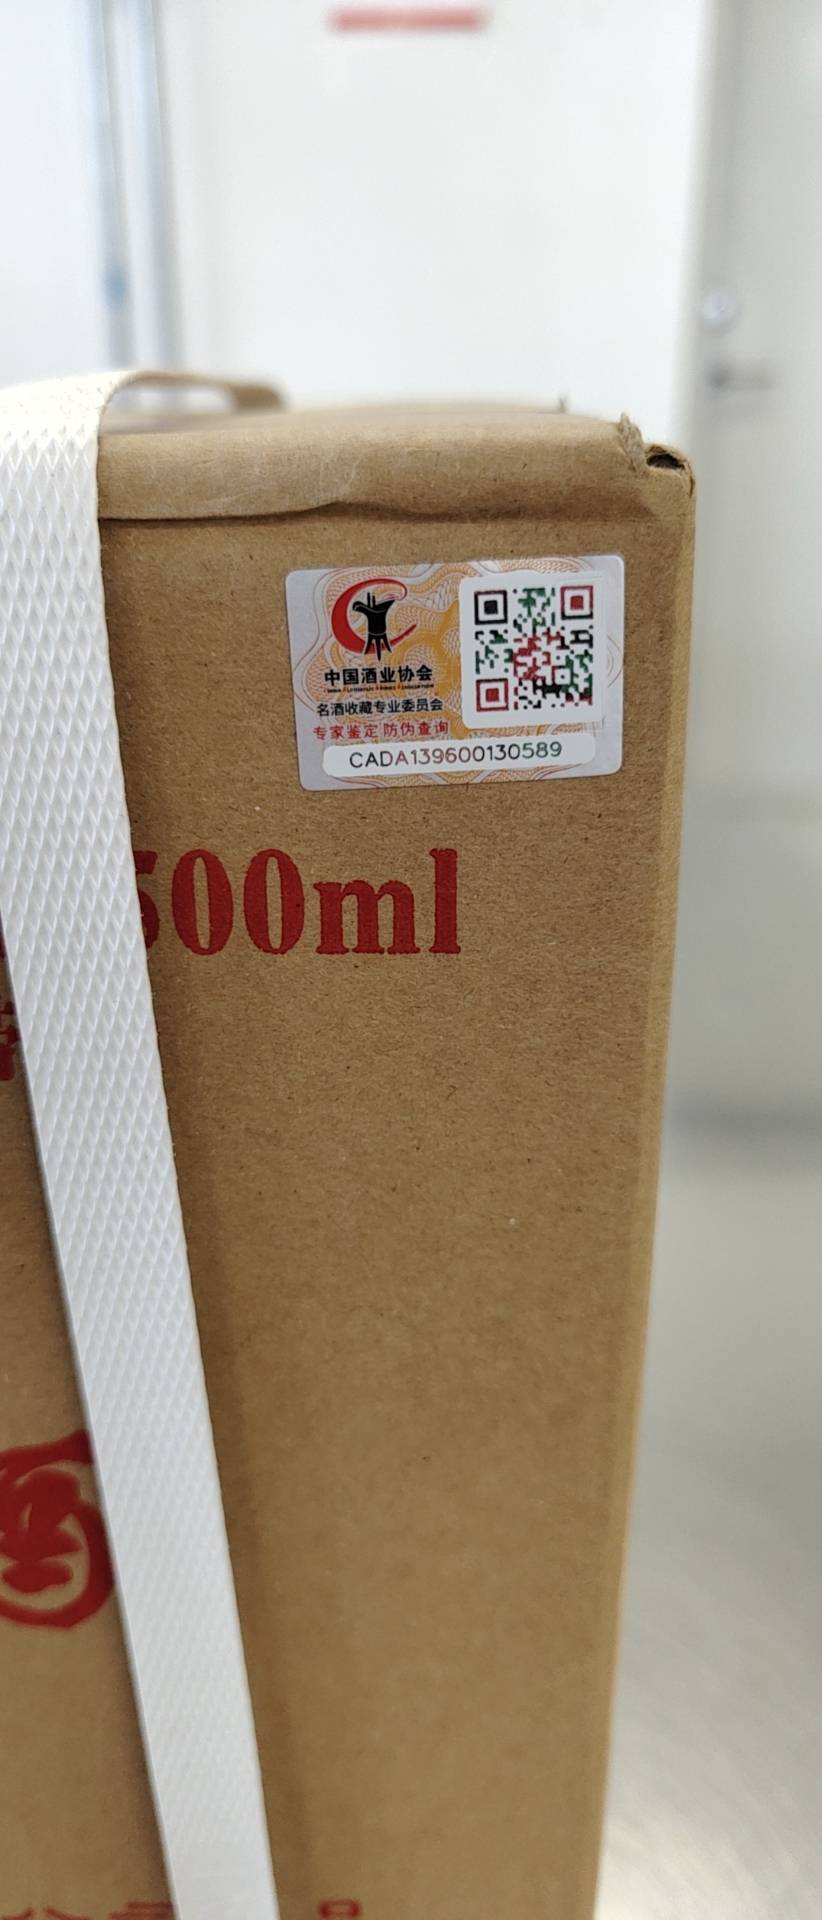 中国酒业协会
名酒收藏专业委员会
专家鉴定 防伪查询
CADA139600130589
500ml